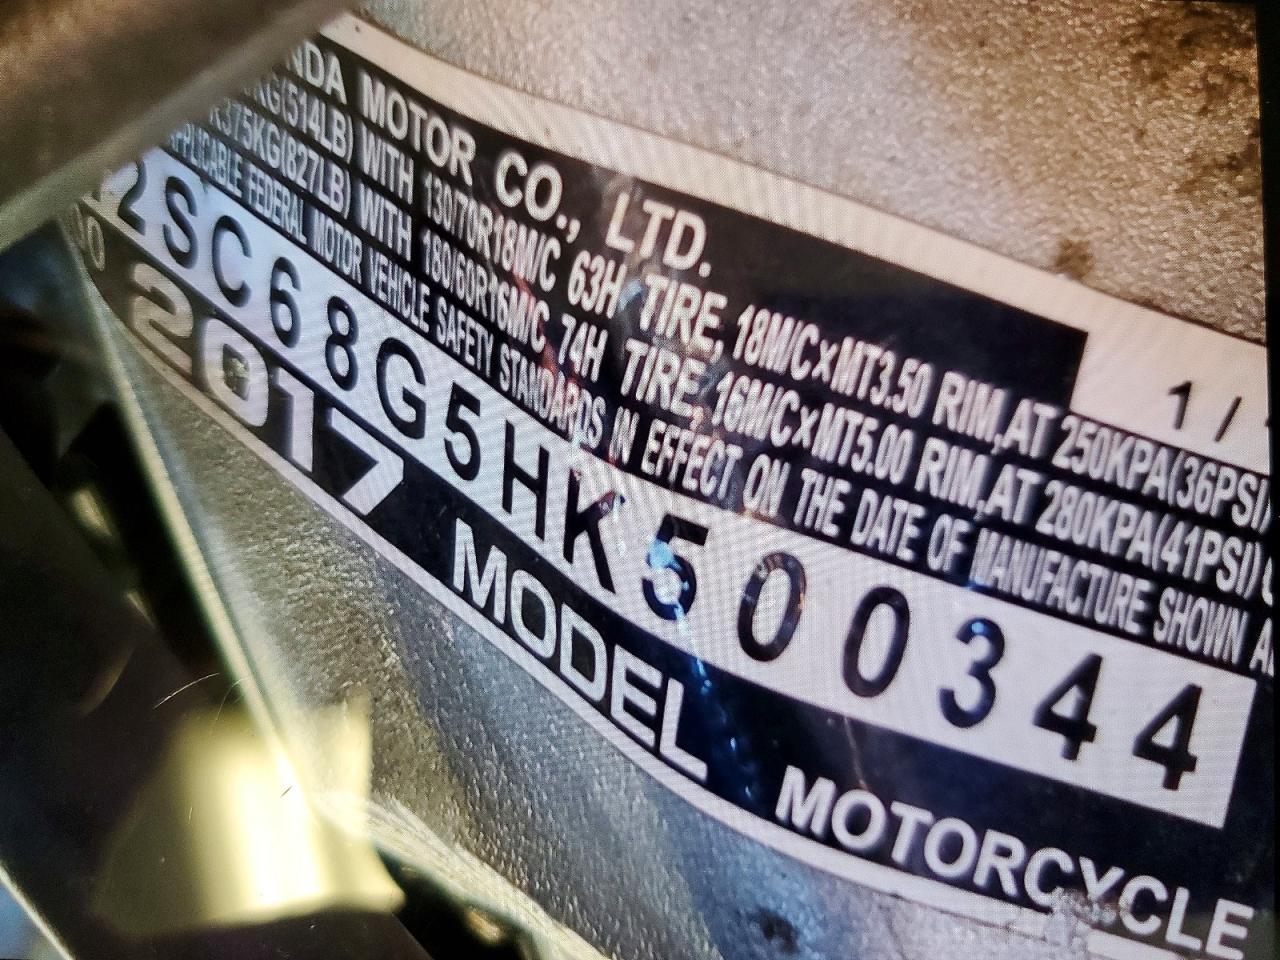 NDA MOTOR CO., LTD. 1/
KG(514LB) WITH 130/70R18M/C 63H TIRE, 18M/C×MT3.50 RIM,AT 250KPA(36PSI)
R375KG(827LB) WITH 180/60R16M/C 74H TIRE, 16M/C×MT5.00 RIM,AT 280KPA(41PSI)
APPLICABLE FEDERAL MOTOR VEHICLE SAFETY STANDARDS IN EFFECT ON THE DATE OF MANUFACTURE SHOWN A
2SC68G5HK500344
2017 MODEL MOTORCYCLE